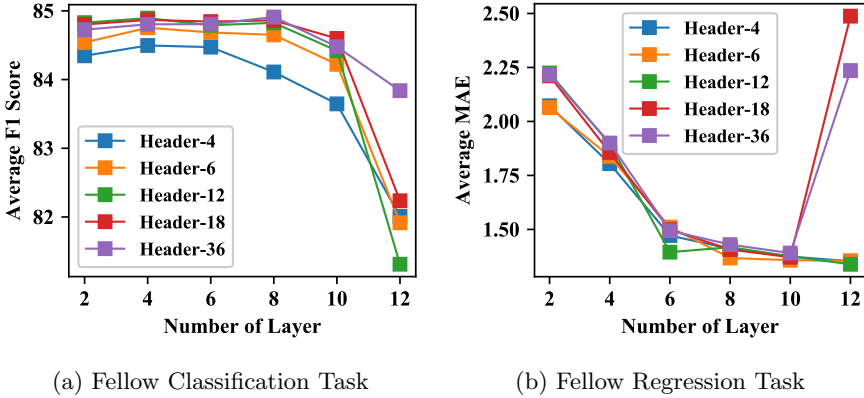 85
84
83
82
Average F1 Score
Header-4
Header-6
Header-12
Header-18
Header-36
2 4 6 8 10 12
Number of Layer
(a) Fellow Classification Task
2.50
2.25
2.00
1.75
1.50
Average MAE
Header-4
Header-6
Header-12
Header-18
Header-36
2 4 6 8 10 12
Number of Layer
(b) Fellow Regression Task